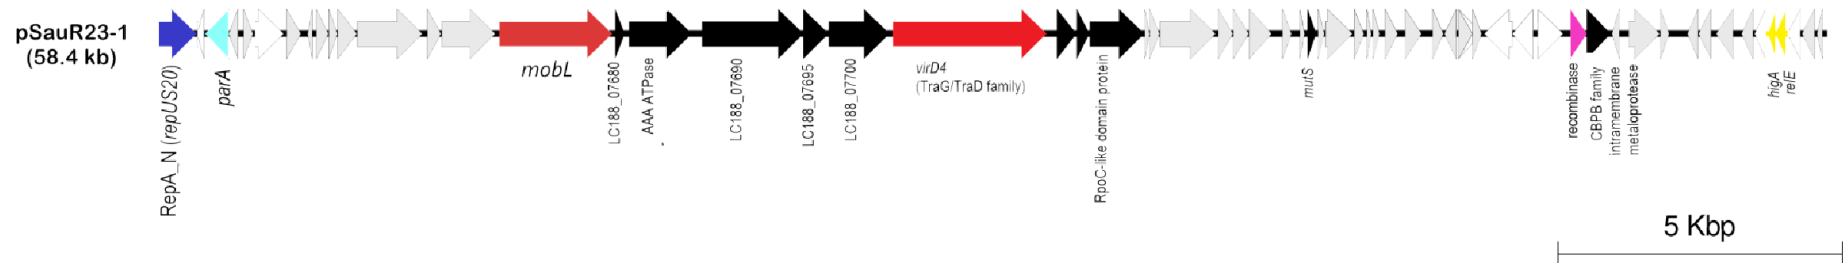 pSauR23-1
(58.4 kb)
RepA_N (repUS20)
parA
mobL
LC188_07680
AAA ATPase
LC188_07690
LC188_07695
LC188_07700
virD4
(TraG/TraD family)
RpoC-like domain protein
mutS
recombinase
CBPB family
intramembrane
metaloprotease
higA
relE
5 Kbp